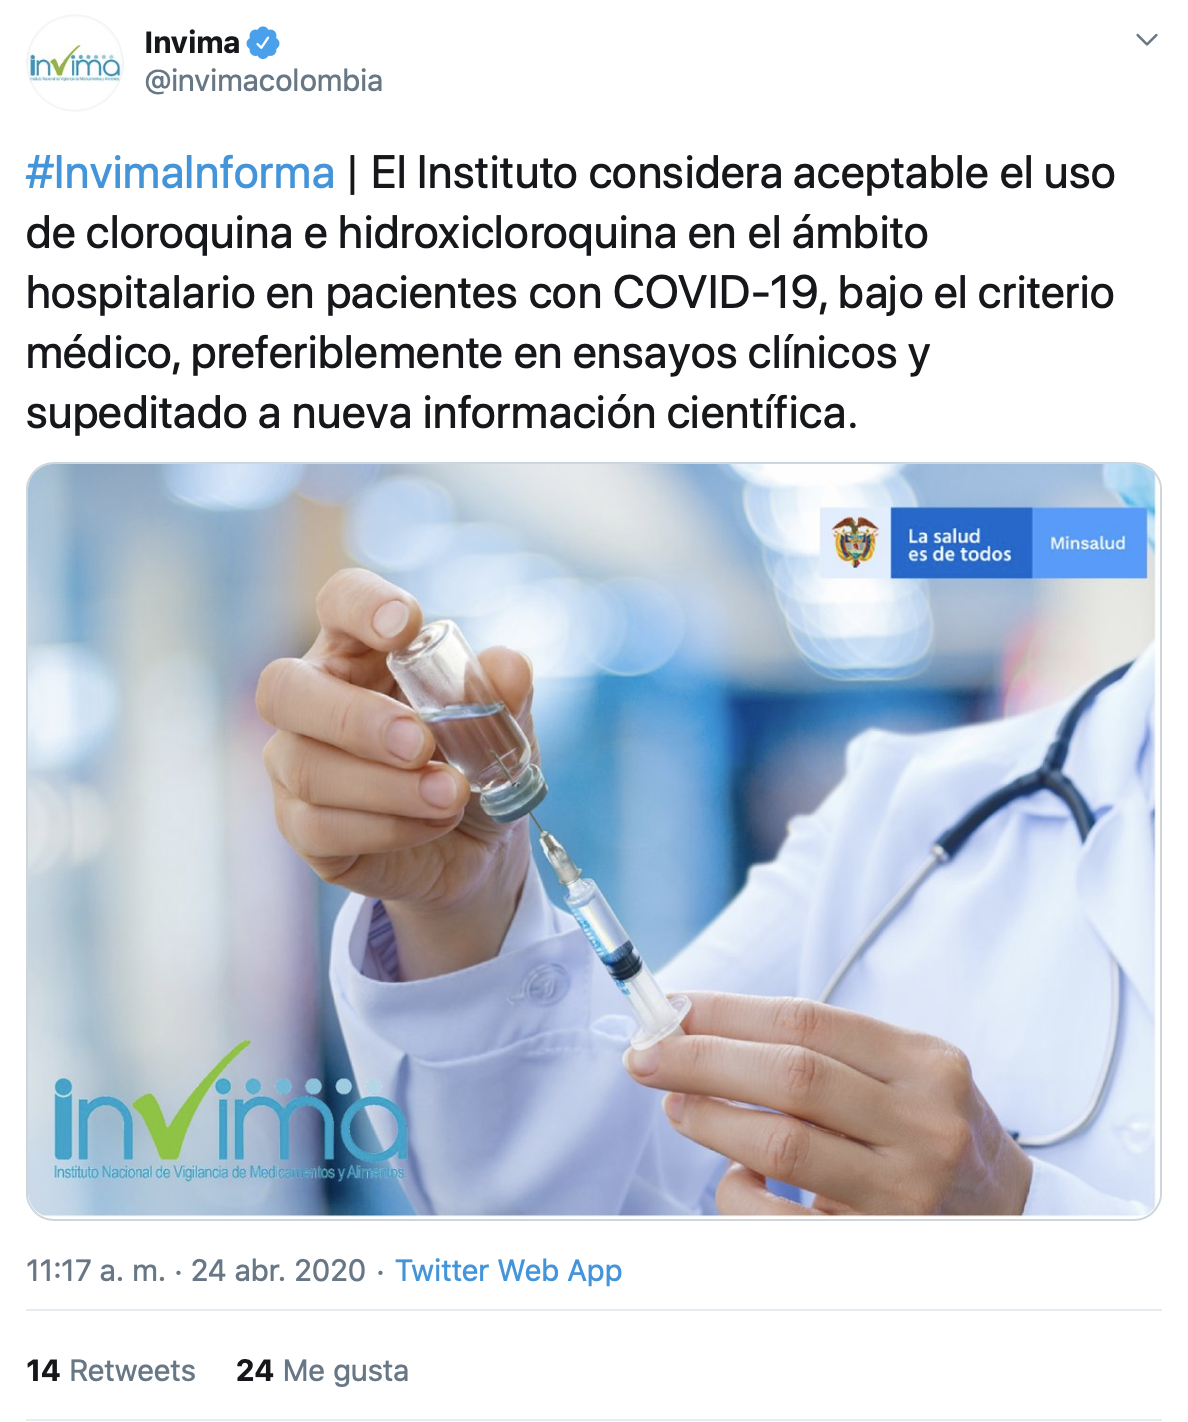 invima
Invima
@invimacolombia
#InvimaInforma | El Instituto considera aceptable el uso
de cloroquina e hidroxicloroquina en el ámbito
hospitalario en pacientes con COVID-19, bajo el criterio
médico, preferiblemente en ensayos clínicos y
supeditado a nueva información científica.
La salud
es de todos
Minsalud
invima
Instituto Nacional de Vigilancia de Medicamentos y Alimentos
11:17 a. m. · 24 abr. 2020 · Twitter Web App
14 Retweets 24 Me gusta